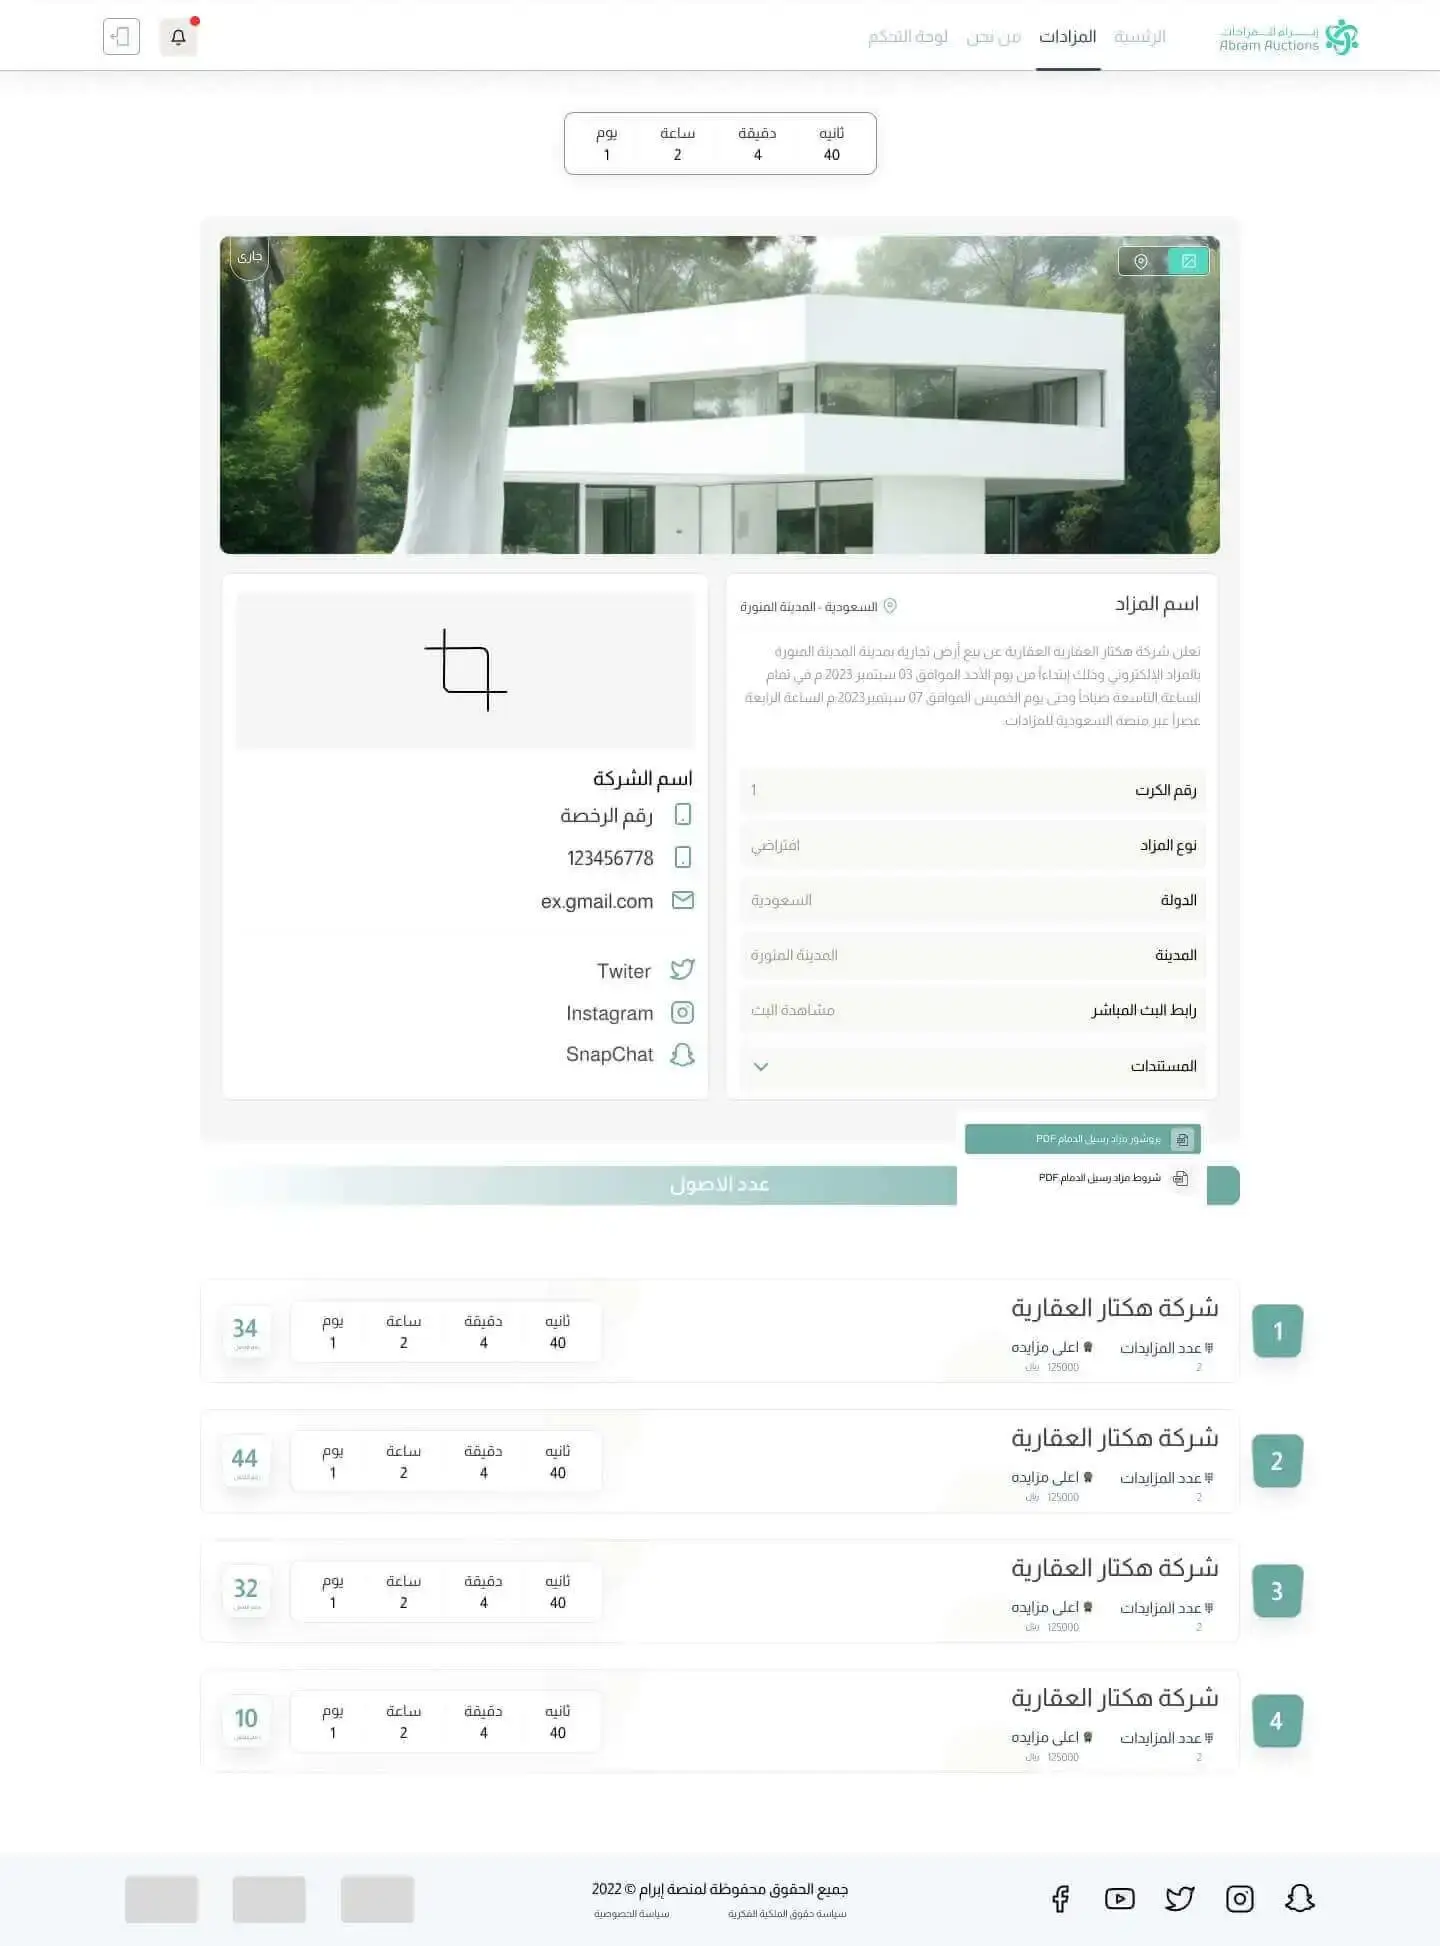 إبـــرام للـــمـزادات
Abram Auctions
الرئسية
المزادات
من نحن
لوحة التحكم
ثانيه
دقيقة
ساعة
يوم
40
4
2
1
جارى
اسم المزاد
السعودية - المدينة المنورة
تعلن شركة هكتار العقارية العقارية عن بيع أرض تجارية بمدينة المدينة المنورة
بالمزاد الإلكتروني وذلك إبتداءاً من يوم الأحد الموافق 03 سبتمبر 2023 م في تمام
الساعة التاسعة صباحاً وحتى يوم الخميس الموافق 07 سبتمبر2023 م الساعة الرابعة
عصراً عبر منصة السعودية للمزادات.
رقم الكرت
1
نوع المزاد
افتراضي
الدولة
السعودية
المدينة
المدينة المنورة
رابط البث المباشر
مشاهدة البث
المستندات
اسم الشركة
رقم الرخصة
123456778
ex.gmail.com
Twiter
Instagram
SnapChat
بروشور مزاد رسيل الدمام PDF
شروط مزاد رسيل الدمام PDF
عدد الاصول
1
شركة هكتار العقارية
عدد المزايدات
اعلى مزايده
2
125000 ريال
ثانيه
دقيقة
ساعة
يوم
40
4
2
1
34
2
شركة هكتار العقارية
عدد المزايدات
اعلى مزايده
2
125000 ريال
ثانيه
دقيقة
ساعة
يوم
40
4
2
1
44
3
شركة هكتار العقارية
عدد المزايدات
اعلى مزايده
2
125000 ريال
ثانيه
دقيقة
ساعة
يوم
40
4
2
1
32
4
شركة هكتار العقارية
عدد المزايدات
اعلى مزايده
2
125000 ريال
ثانيه
دقيقة
ساعة
يوم
40
4
2
1
10
جميع الحقوق محفوظة لمنصة إبرام © 2022
سياسة حقوق الملكية الفكرية
سياسة الخصوصية